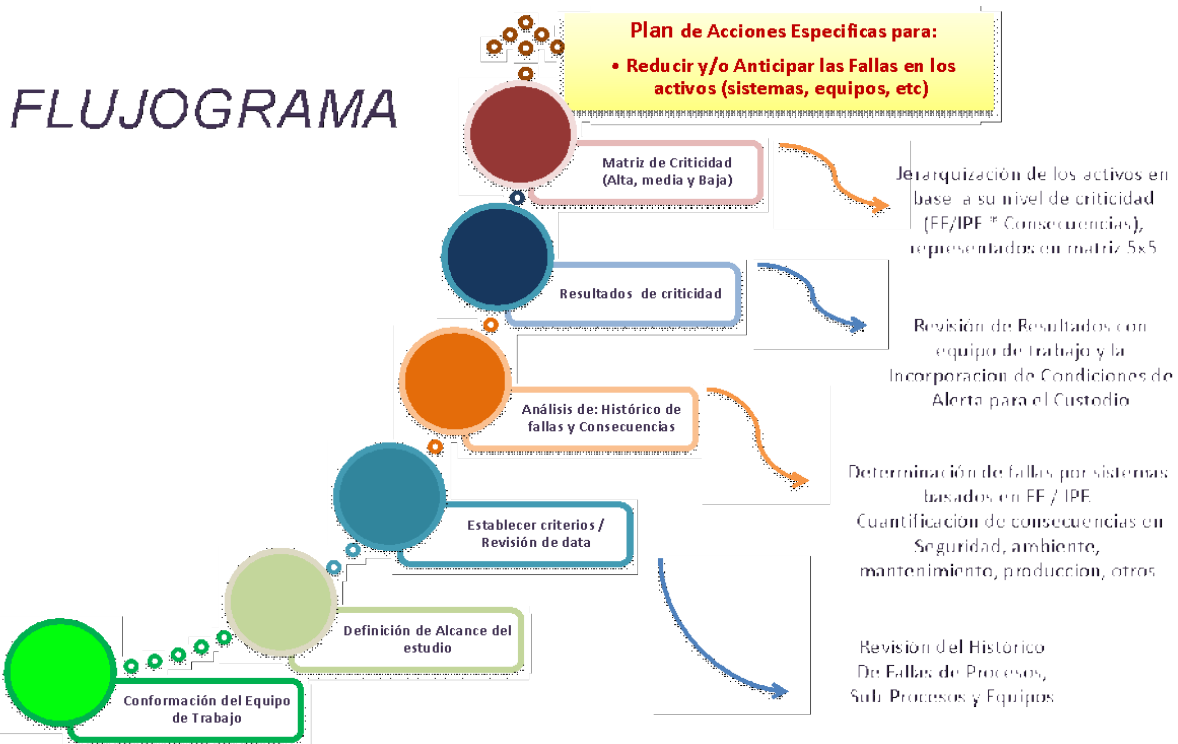 FLUJOGRAMA
Plan de Acciones Especificas para:
• Reducir y/o Anticipar las Fallas en los
activos (sistemas, equipos, etc)
Matriz de Criticidad
(Alta, media y Baja)
Jerarquización de los activos en
base a su nivel de criticidad
(FF/IPF * Consecuencias),
representados en matriz 5x5
Resultados de criticidad
Revisión de Resultados con
equipo de trabajo y la
Incorporacion de Condiciones de
Alerta para el Custodio
Análisis de: Histórico de
fallas y Consecuencias
Determinación de fallas por sistemas
basados en FF / IPF
Cuantificación de consecuencias en
Seguridad, ambiente,
mantenimiento, produccion, otros
Establecer criterios /
Revisión de data
Revisión del Histórico
De Fallas de Procesos,
Sub Procesos y Equipos
Definición de Alcance del
estudio
Conformación del Equipo
de Trabajo